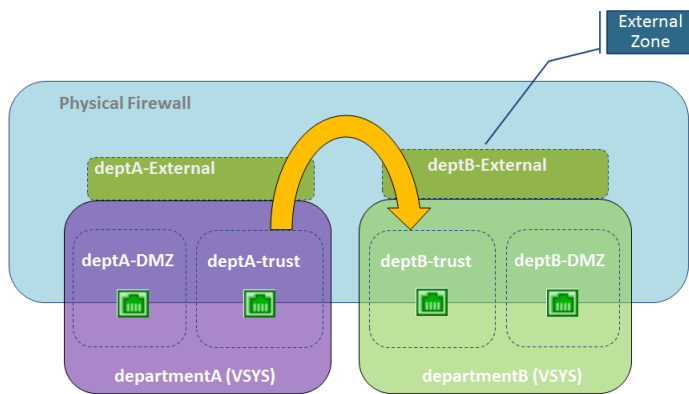 External
Zone
Physical Firewall
deptA-External
deptB-External
deptA-DMZ
deptA-trust
deptB-trust
deptB-DMZ
departmentA (VSYS)
departmentB (VSYS)